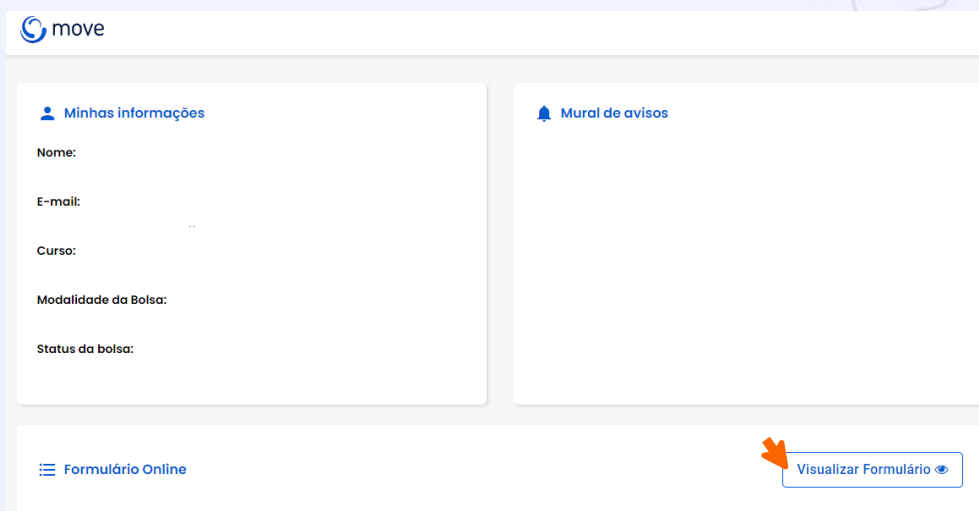 move
Minhas informações
Nome:
E-mail:
Curso:
Modalidade da Bolsa:
Status da bolsa:
Mural de avisos
Formulário Online
Visualizar Formulário